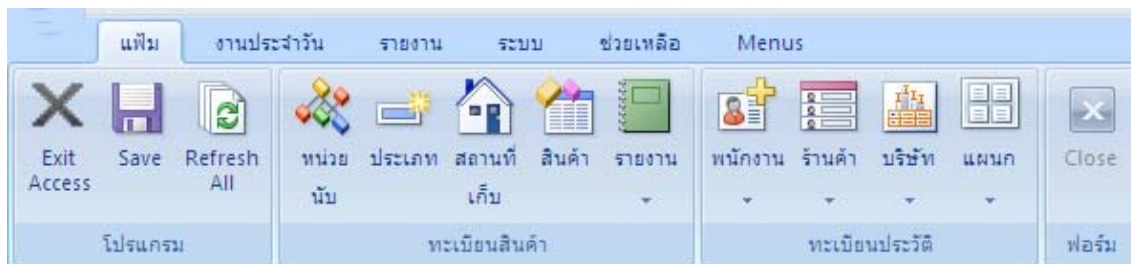 แฟ้ม งานประจำวัน รายงาน ระบบ ช่วยเหลือ Menus
Exit Access
Save
Refresh All
หน่วย นับ
ประเภท
สถานที่ เก็บ
สินค้า
รายงาน
พนักงาน
ร้านค้า
บริษัท
แผนก
Close
โปรแกรม
ทะเบียนสินค้า
ทะเบียนประวัติ
ฟอร์ม